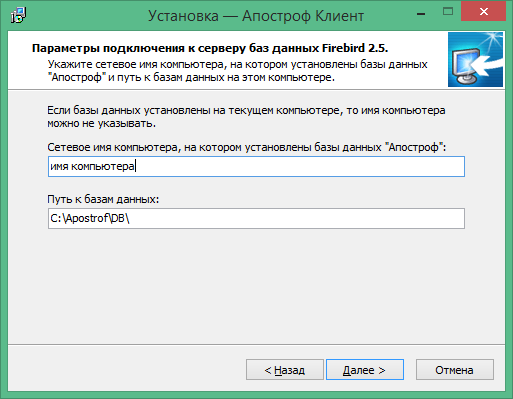 Установка — Апостроф Клиент
Параметры подключения к серверу баз данных Firebird 2.5.
Укажите сетевое имя компьютера, на котором установлены базы данных
"Апостроф" и путь к базам данных на этом компьютере.
Если базы данных установлены на текущем компьютере, то имя компьютера
можно не указывать.
Сетевое имя компьютера, на котором установлены базы данных "Апостроф":
имя компьютера
Путь к базам данных:
C:\Apostrof\DB\
< Назад
Далее >
Отмена